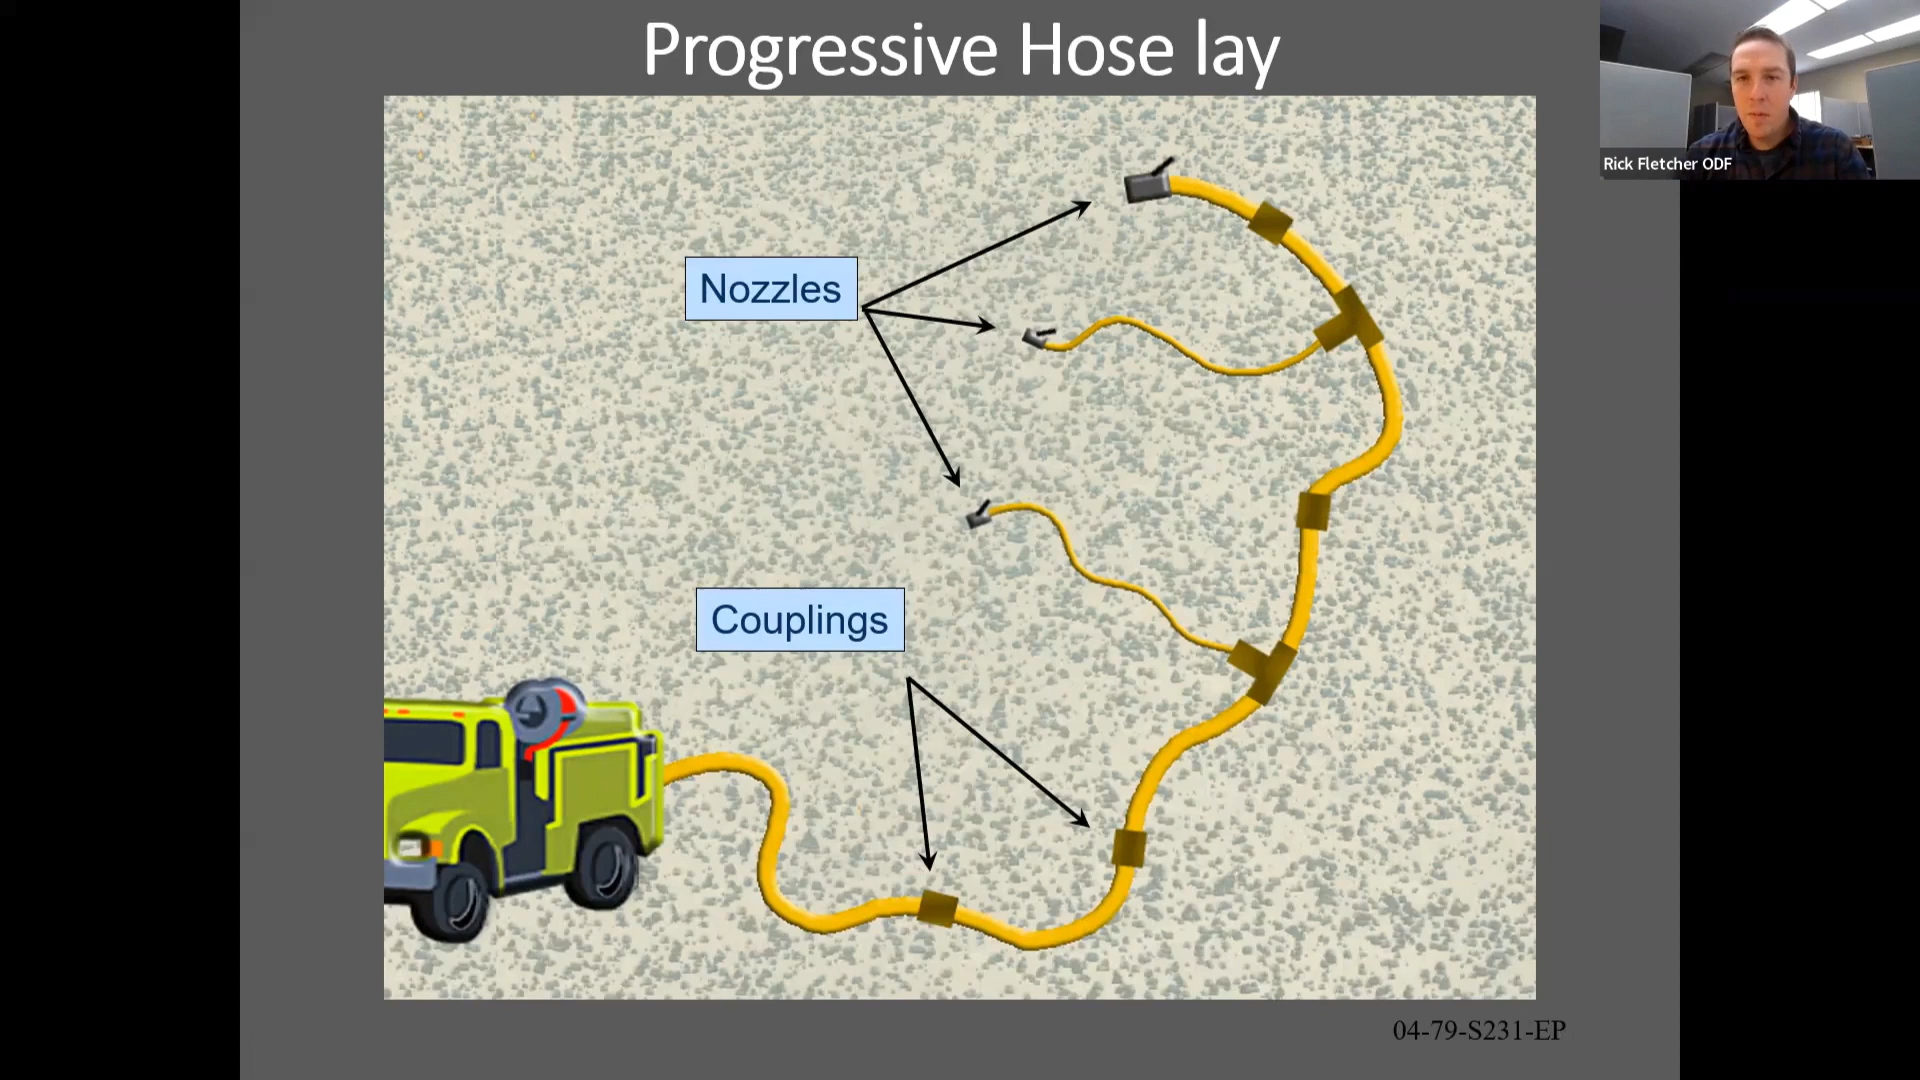 Progressive Hose lay
Rick Fletcher ODF
Nozzles
Couplings
04-79-S231-EP